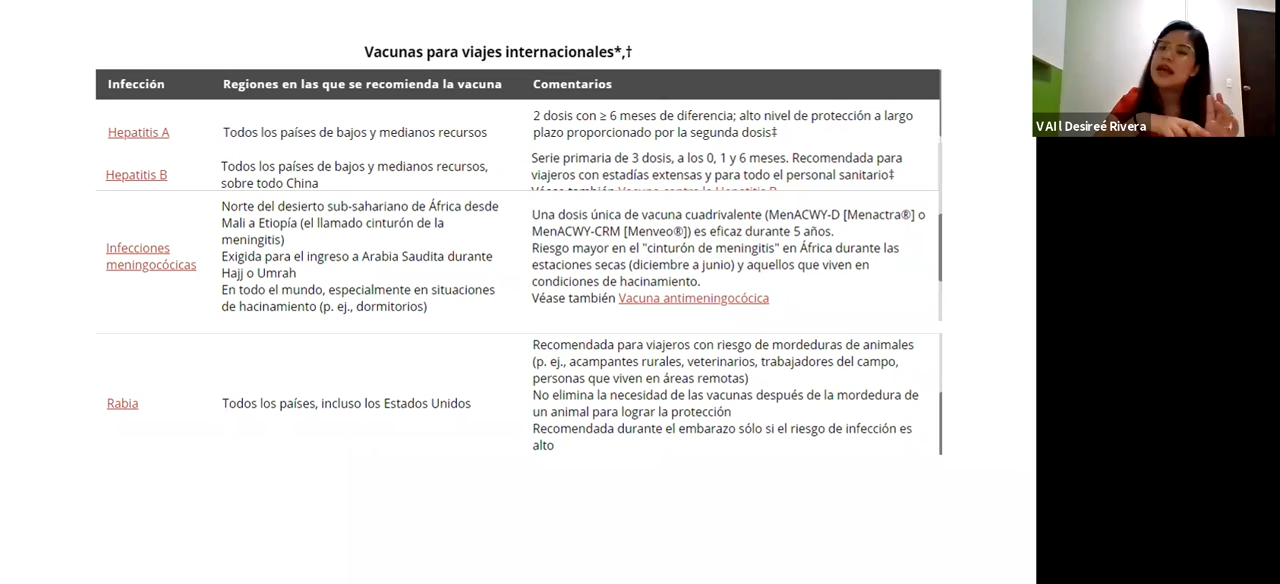 Vacunas para viajes internacionales*,†
Infección
Regiones en las que se recomienda la vacuna
Comentarios
Hepatitis A
Todos los países de bajos y medianos recursos
2 dosis con ≥ 6 meses de diferencia; alto nivel de protección a largo
plazo proporcionado por la segunda dosis‡
Hepatitis B
Todos los países de bajos y medianos recursos,
sobre todo China
Serie primaria de 3 dosis, a los 0, 1 y 6 meses. Recomendada para
viajeros con estadías extensas y para todo el personal sanitario‡
Véase también Vacuna contra la Hepatitis B
Infecciones
meningocócicas
Norte del desierto sub-sahariano de África desde
Mali a Etiopía (el llamado cinturón de la
meningitis)
Exigida para el ingreso a Arabia Saudita durante
Hajj o Umrah
En todo el mundo, especialmente en situaciones
de hacinamiento (p. ej., dormitorios)
Una dosis única de vacuna cuadrivalente (MenACWY-D [Menactra®] o
MenACWY-CRM [Menveo®]) es eficaz durante 5 años.
Riesgo mayor en el "cinturón de meningitis" en África durante las
estaciones secas (diciembre a junio) y aquellos que viven en
condiciones de hacinamiento.
Véase también Vacuna antimeningocócica
Rabia
Todos los países, incluso los Estados Unidos
Recomendada para viajeros con riesgo de mordeduras de animales
(p. ej., acampantes rurales, veterinarios, trabajadores del campo,
personas que viven en áreas remotas)
No elimina la necesidad de las vacunas después de la mordedura de
un animal para lograr la protección
Recomendada durante el embarazo sólo si el riesgo de infección es
alto
Desireé Rivera